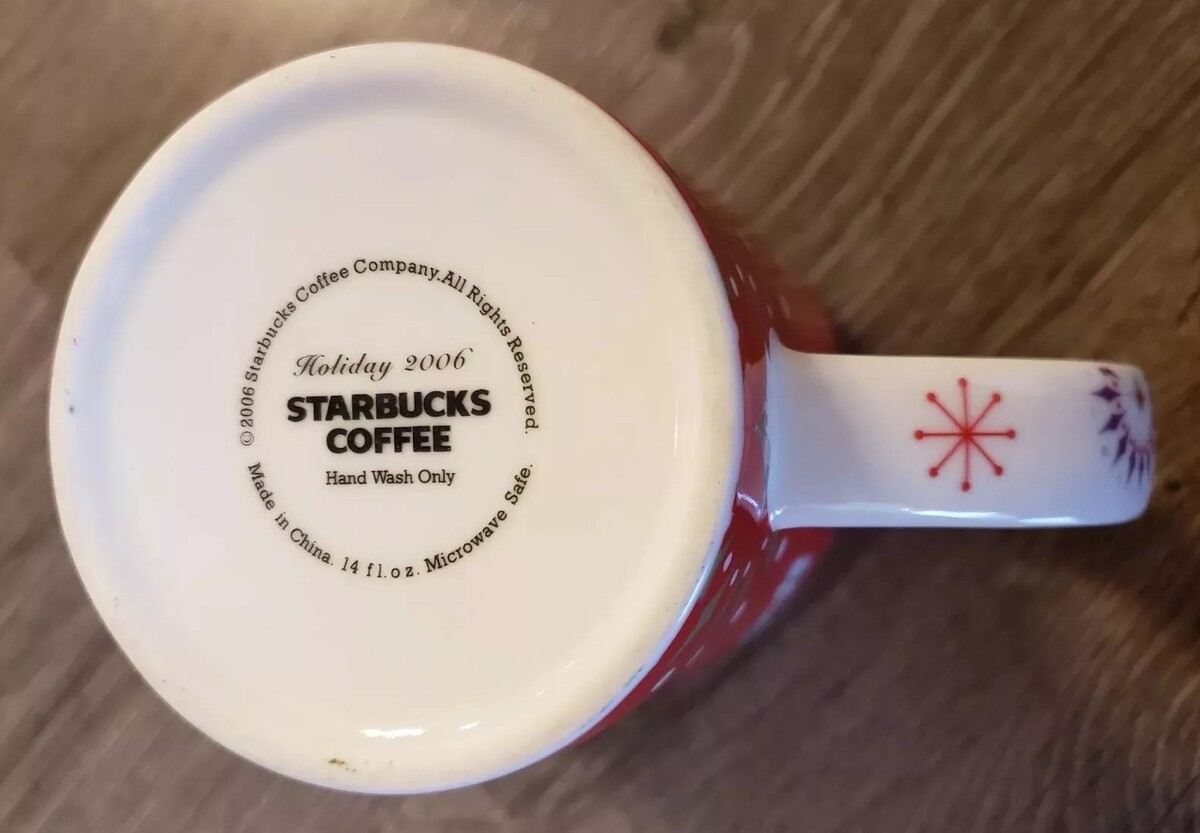 ©2006 Starbucks Coffee Company.All Rights Reserved.
Holiday 2006
STARBUCKS
COFFEE
Hand Wash Only
Made in China. 14 fl.oz. Microwave Safe.